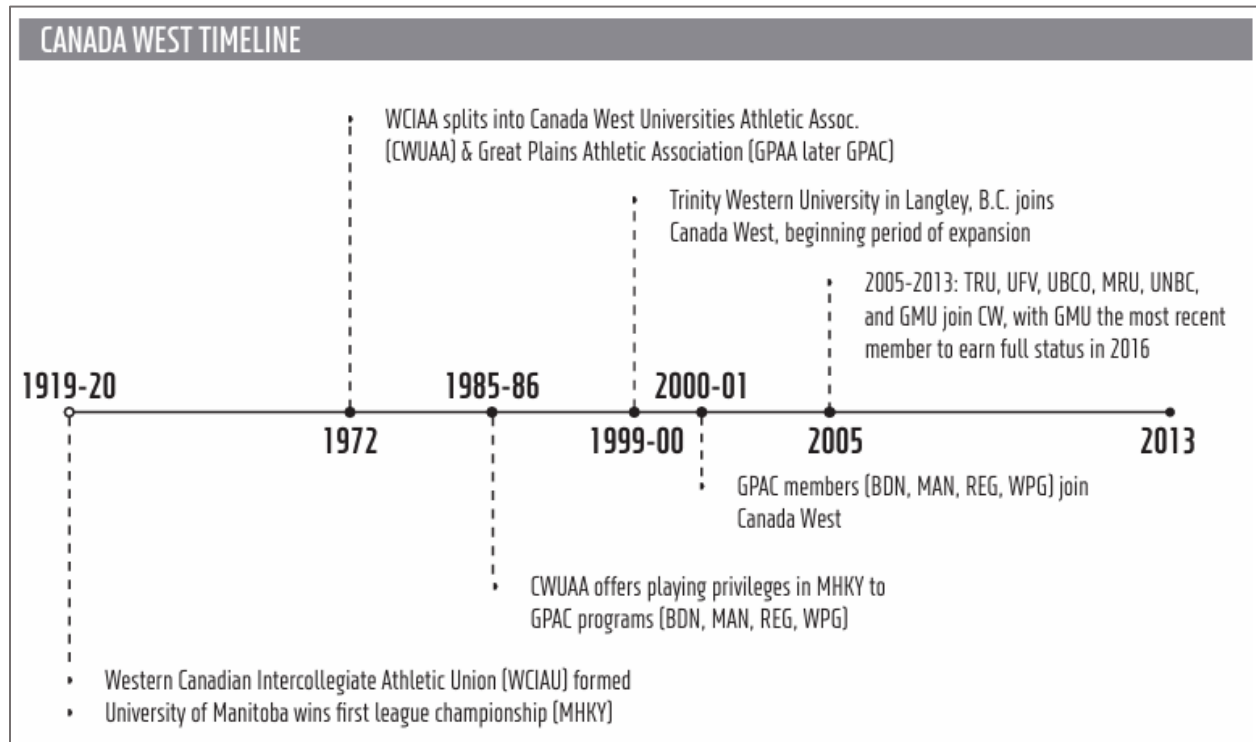 CANADA WEST TIMELINE
WCIAA splits into Canada West Universities Athletic Assoc.
(CWUAA) & Great Plains Athletic Association (GPAA later GPAC)
Trinity Western University in Langley, B.C. joins
Canada West, beginning period of expansion
2005-2013: TRU, UFV, UBCO, MRU, UNBC,
and GMU join CW, with GMU the most recent
member to earn full status in 2016
1919-20
1985-86
2000-01
1972
1999-00
2005
2013
GPAC members (BDN, MAN, REG, WPG) join
Canada West
CWUAA offers playing privileges in MHKY to
GPAC programs (BDN, MAN, REG, WPG)
Western Canadian Intercollegiate Athletic Union (WCIAU) formed
University of Manitoba wins first league championship (MHKY)